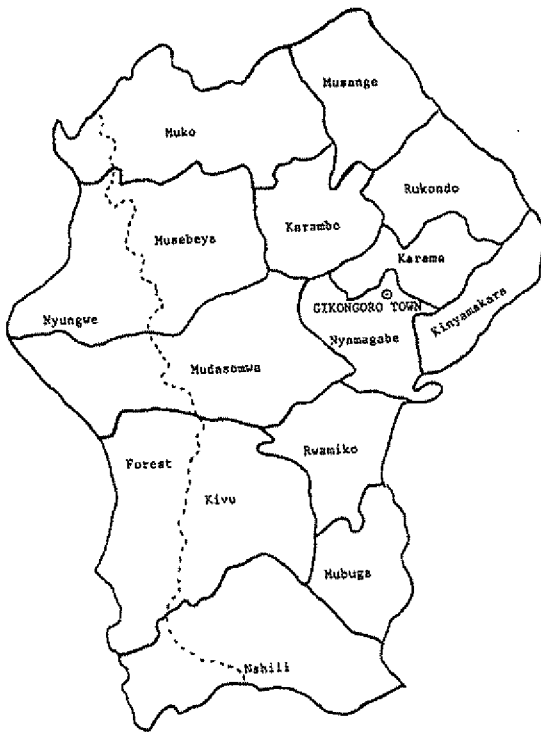 Musange
Muko
Rukondo
Karambo
Musebeya
Karama
GIKONGORO TOWN
Kinyamakara
Nyungwe
Nyamagabe
Mudasomwa
Rwamiko
Forest
Kivu
Mubuga
Nshili